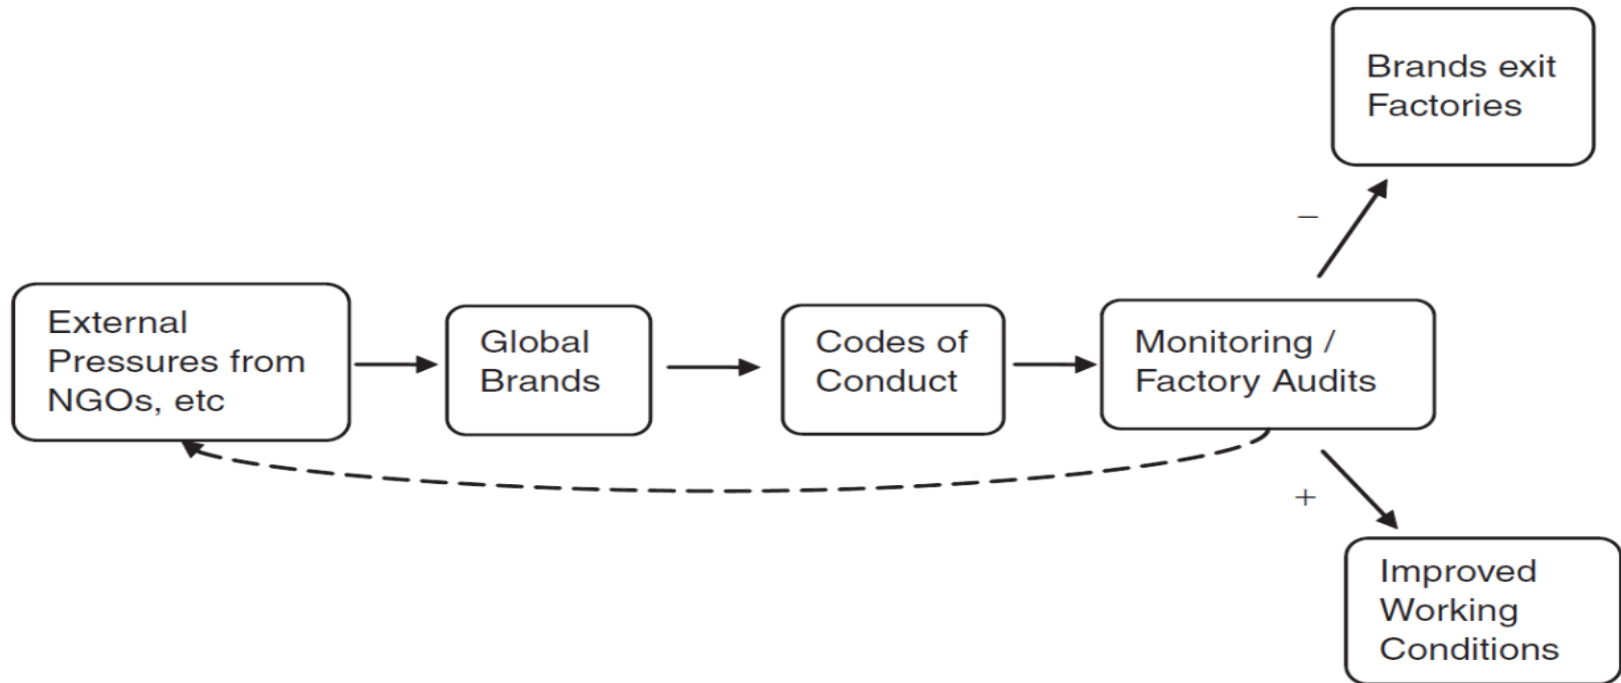 Brands exit
Factories
−
External
Pressures from
NGOs, etc
Global
Brands
Codes of
Conduct
Monitoring /
Factory Audits
+
Improved
Working
Conditions